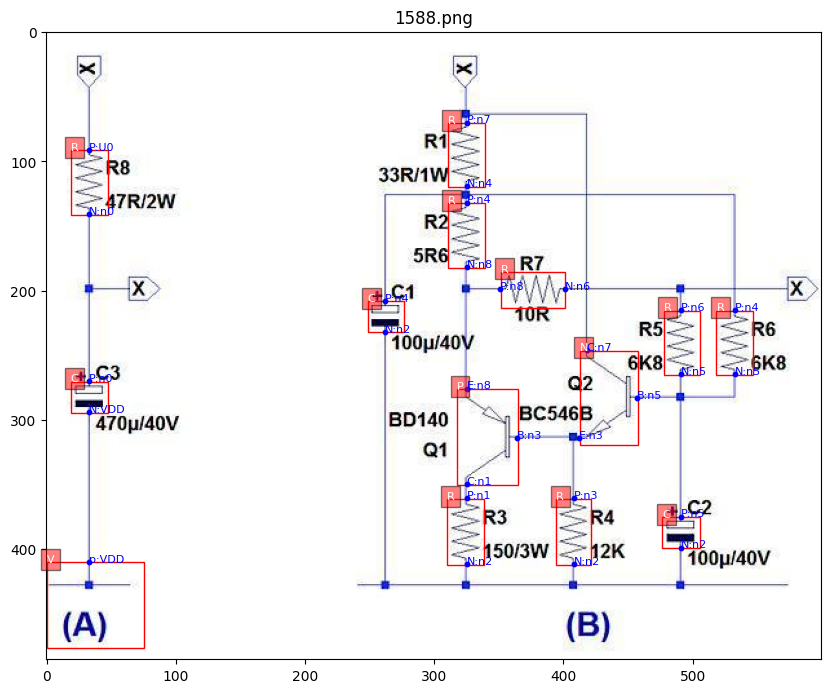 1588.png
0
100
200
300
400
0
100
200
300
400
500
X
R
P:U0
R8
47R/2W
N:n0
X
C
+
P:n0
C3
N:VDD
470µ/40V
V
p:VDD
(A)
X
R
P:n7
R1
33R/1W
N:n4
R
P:n4
R2
5R6
N:n8
R
R7
P:n8
N:n6
10R
X
C
+
P:n4
C1
N:n2
100µ/40V
R
P:n6
R5
6K8
N:n5
R
P:n4
R6
6K8
N
C:n7
Q2
B:n5
BC546B
E:n3
P
E:n8
BD140
Q1
B:n3
C:n1
R
P:n1
R3
150/3W
N:n2
R
P:n3
R4
12K
N:n2
C
+
C2
N:n2
100µ/40V
(B)